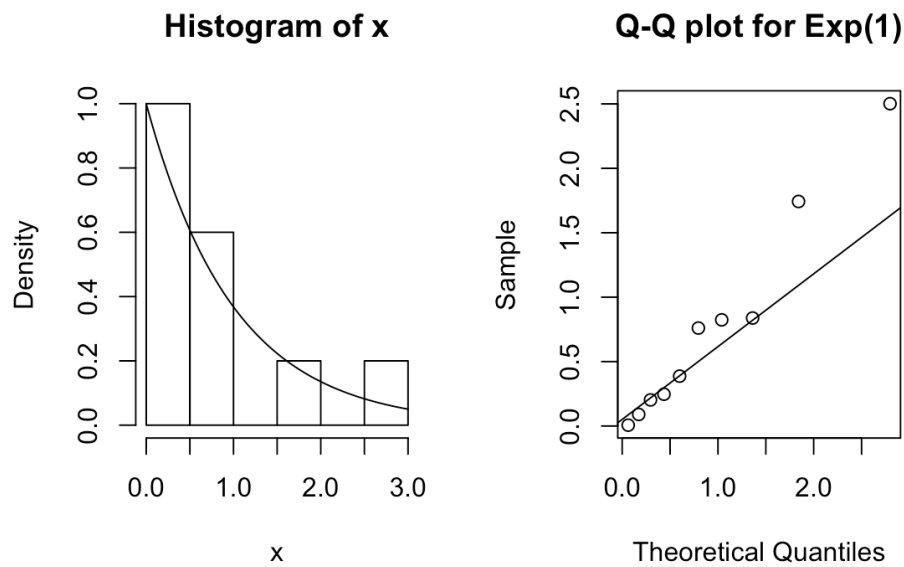 Histogram of x
Density
0.0 0.2 0.4 0.6 0.8 1.0
0.0 1.0 2.0 3.0
x
Q-Q plot for Exp(1)
Sample
0.0 0.5 1.0 1.5 2.0 2.5
0.0 1.0 2.0
Theoretical Quantiles